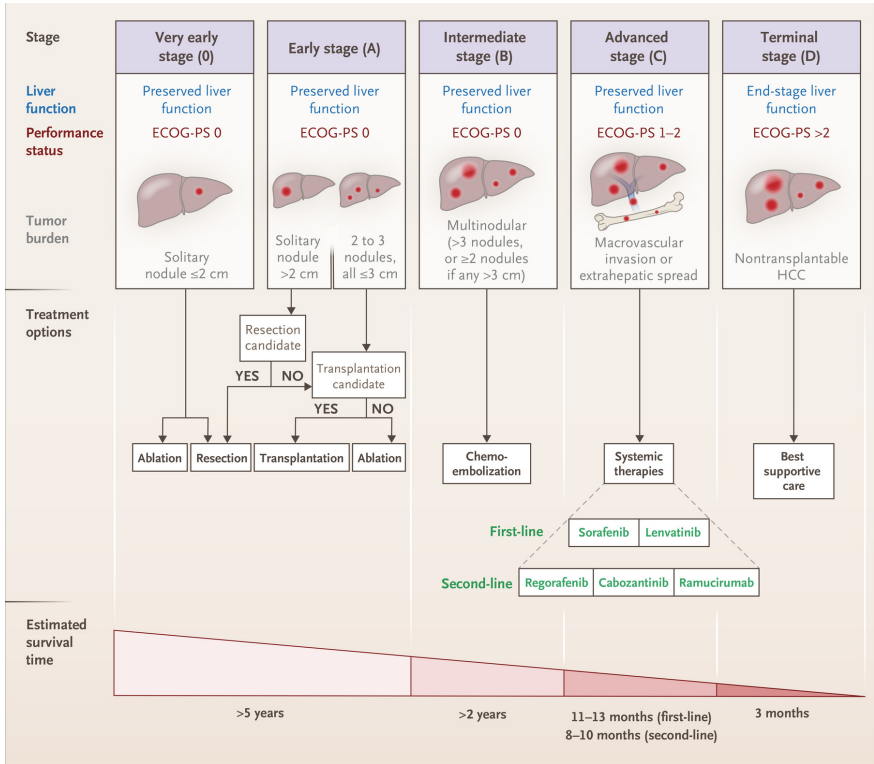 Stage
Very early
stage (0)
Early stage (A)
Intermediate
stage (B)
Advanced
stage (C)
Terminal
stage (D)
Liver
function
Preserved liver
function
Preserved liver
function
Preserved liver
function
Preserved liver
function
End-stage liver
function
Performance
status
ECOG-PS 0
ECOG-PS 0
ECOG-PS 0
ECOG-PS 1–2
ECOG-PS >2
Tumor
burden
Solitary
nodule ≤2 cm
Solitary
nodule
>2 cm
2 to 3
nodules,
all ≤3 cm
Multinodular
(>3 nodules,
or ≥2 nodules
if any >3 cm)
Macrovascular
invasion or
extrahepatic spread
Nontransplantable
HCC
Treatment
options
Resection
candidate
YES
NO
Transplantation
candidate
YES
NO
Ablation
Resection
Transplantation
Ablation
Chemo-
embolization
Systemic
therapies
Best
supportive
care
First-line
Sorafenib
Lenvatinib
Second-line
Regorafenib
Cabozantinib
Ramucirumab
Estimated
survival
time
>5 years
>2 years
11–13 months (first-line)
8–10 months (second-line)
3 months